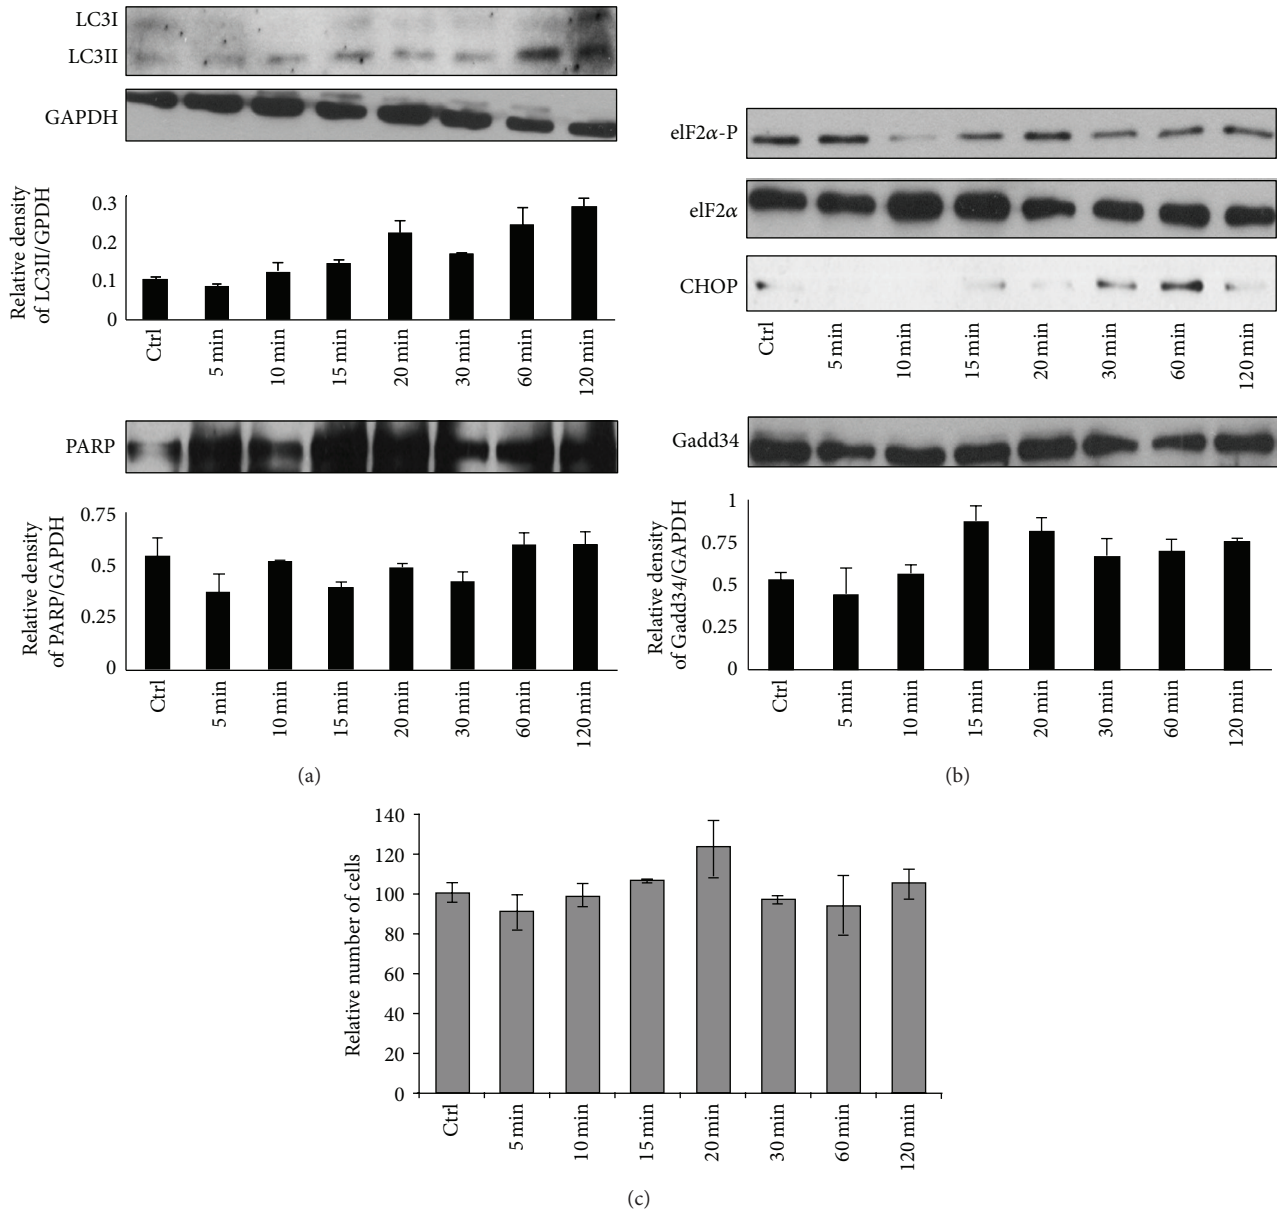 LC3I
LC3II
GAPDH
Relative density
of LC3II/GPDH
0.3
0.2
0.1
0
Ctrl
5 min
10 min
15 min
20 min
30 min
60 min
120 min
PARP
Relative density
of PARP/GAPDH
0.75
0.5
0.25
0
Ctrl
5 min
10 min
15 min
20 min
30 min
60 min
120 min
(a)
elF2α-P
elF2α
CHOP
Ctrl
5 min
10 min
15 min
20 min
30 min
60 min
120 min
Gadd34
Relative density
of Gadd34/GAPDH
1
0.75
0.5
0.25
0
Ctrl
5 min
10 min
15 min
20 min
30 min
60 min
120 min
(b)
Relative number of cells
140
120
100
80
60
40
20
0
Ctrl
5 min
10 min
15 min
20 min
30 min
60 min
120 min
(c)